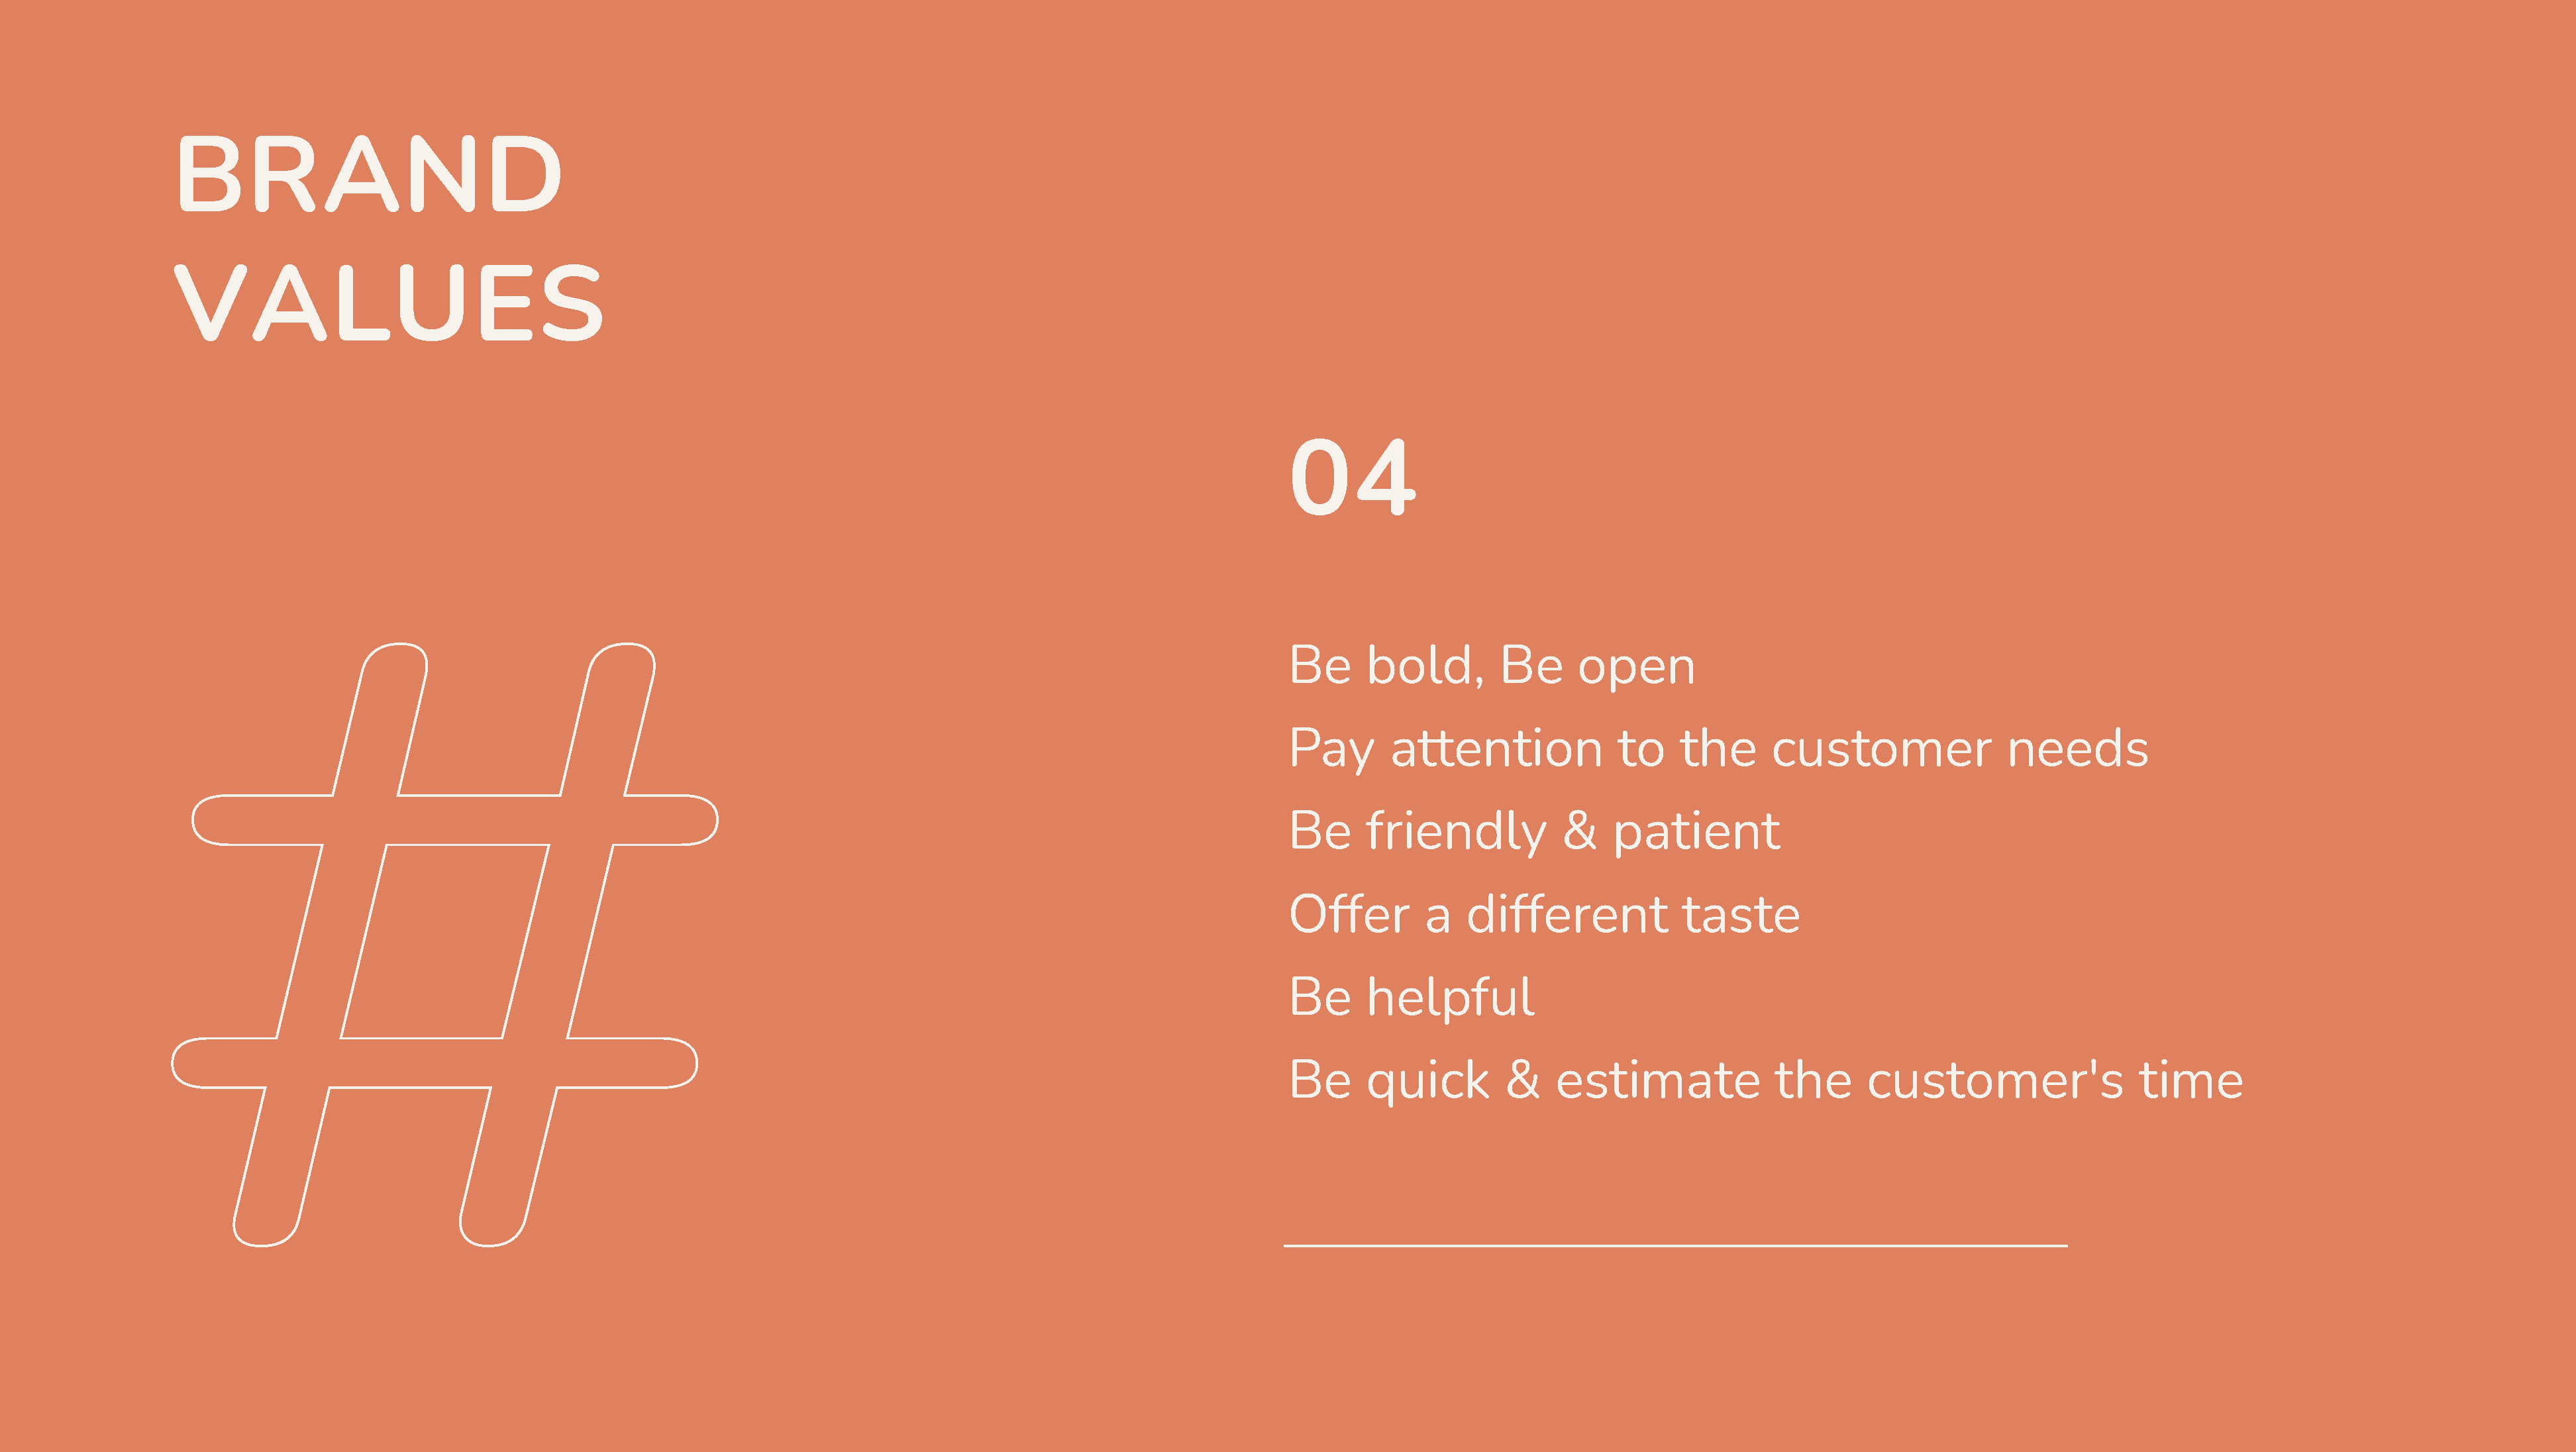 BRAND
VALUES
04
Be bold, Be open
Pay attention to the customer needs
Be friendly & patient
Offer a different taste
Be helpful
Be quick & estimate the customer's time
#